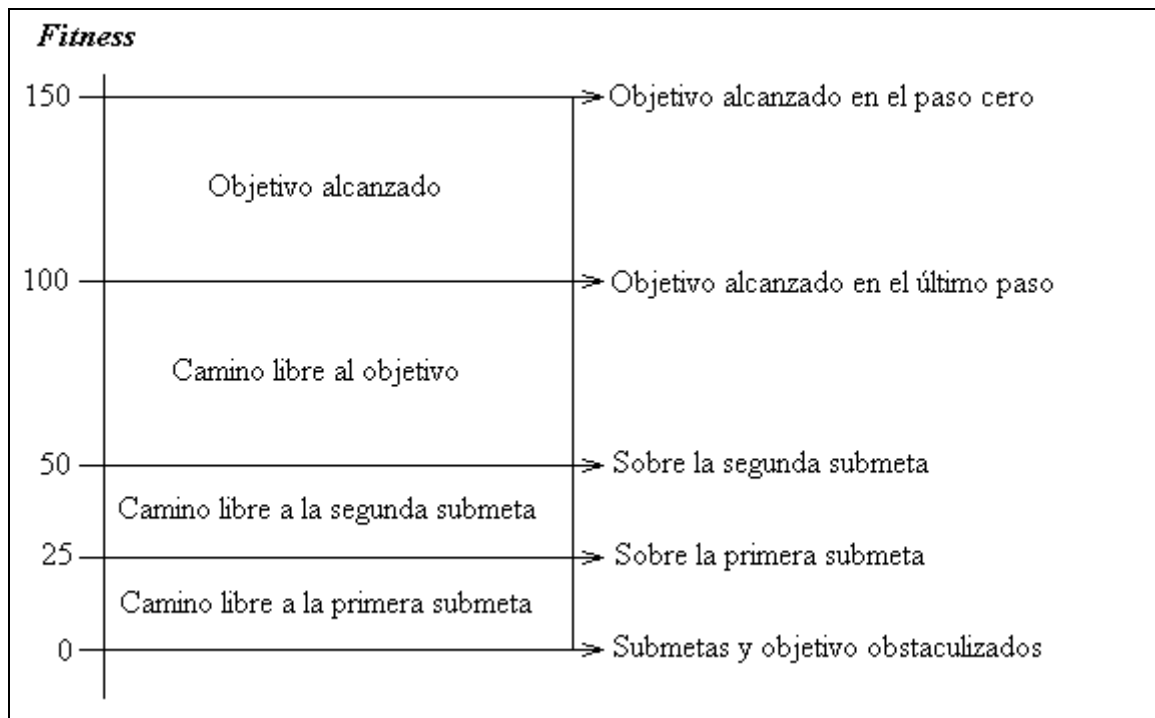 Fitness
150
Objetivo alcanzado en el paso cero
Objetivo alcanzado
100
Objetivo alcanzado en el último paso
Camino libre al objetivo
50
Sobre la segunda submeta
Camino libre a la segunda submeta
25
Sobre la primera submeta
Camino libre a la primera submeta
0
Submetas y objetivo obstaculizados